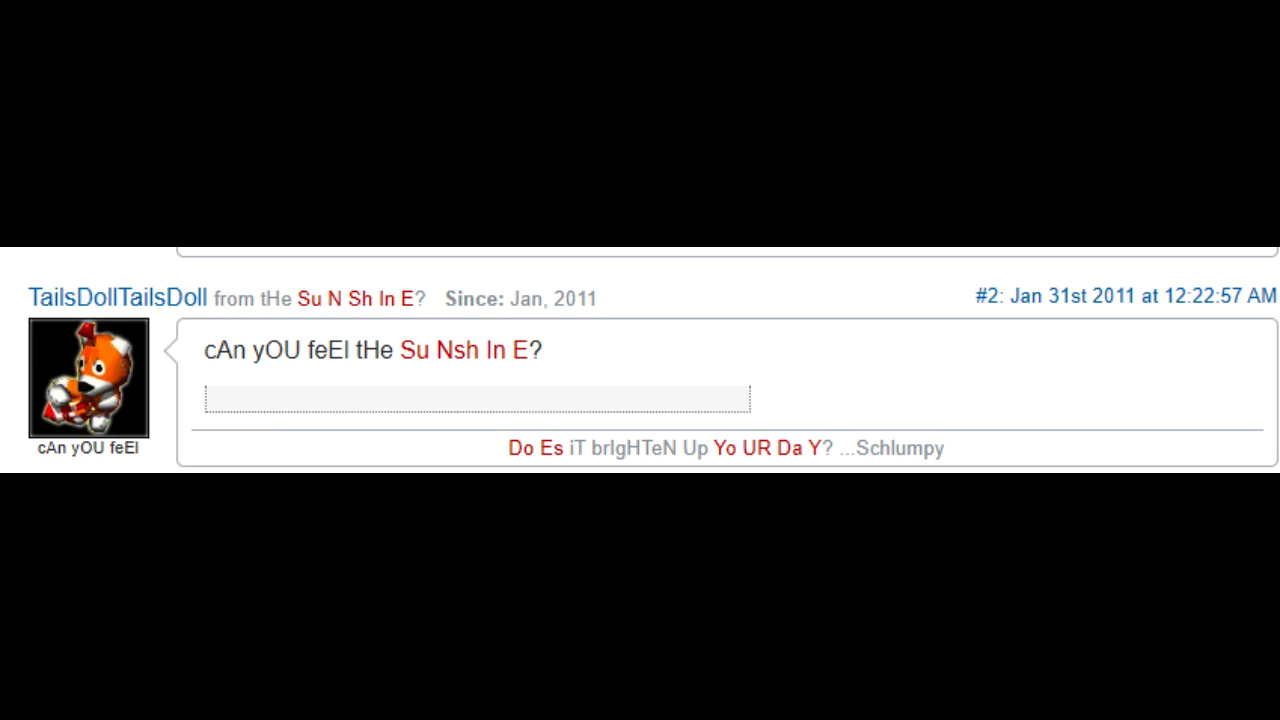 TailsDollTailsDoll from tHe Su N Sh In E? Since: Jan, 2011 #2: Jan 31st 2011 at 12:22:57 AM
cAn yOU feEl tHe Su Nsh In E?
cAn yOU feEl
Do Es iT brIgHTeN Up Yo UR Da Y? ...Schlumpy